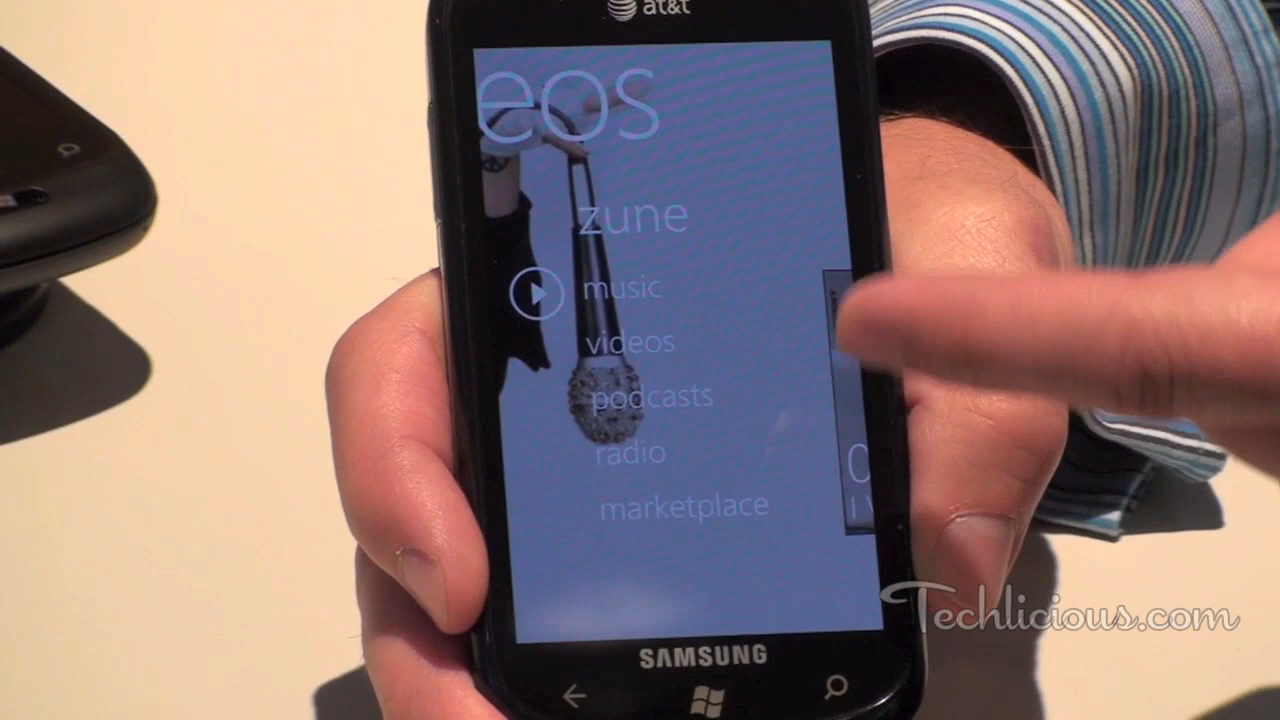 at&t
eos
zune
music
videos
podcasts
radio
marketplace
SAMSUNG
Techlicious.com